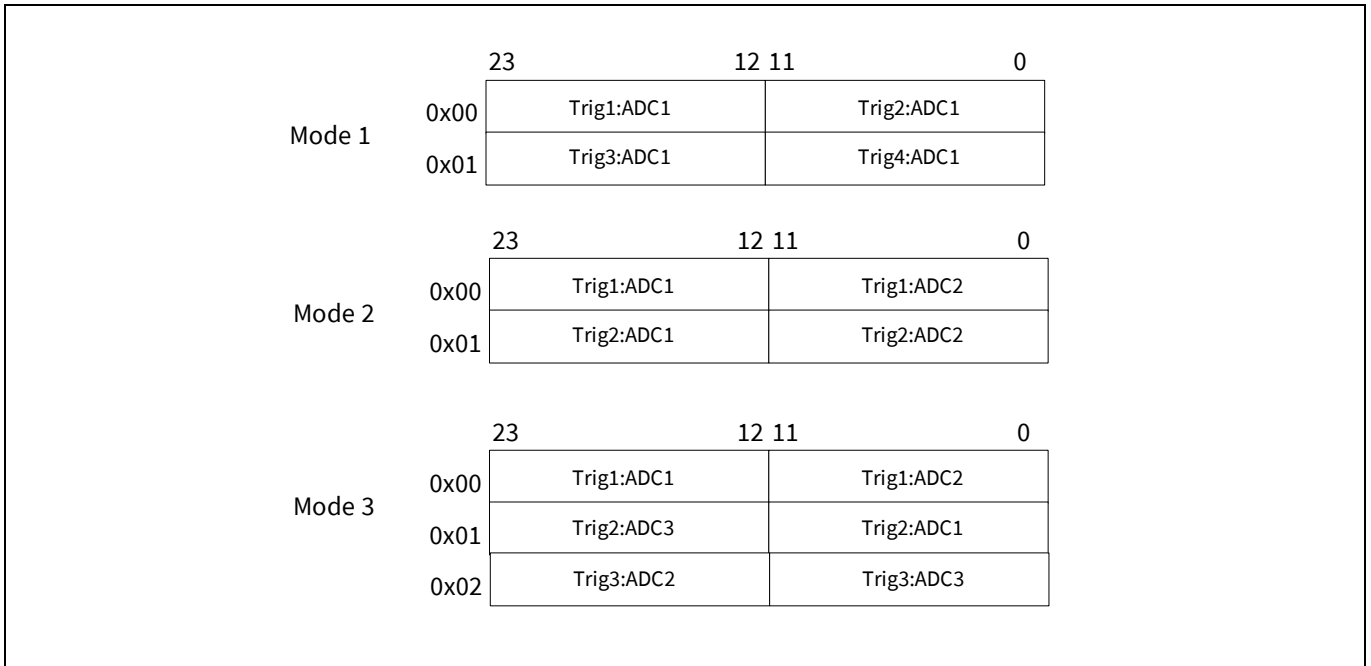 23 12 11 0
Mode 1
0x00 Trig1:ADC1 Trig2:ADC1
0x01 Trig3:ADC1 Trig4:ADC1
23 12 11 0
Mode 2
0x00 Trig1:ADC1 Trig1:ADC2
0x01 Trig2:ADC1 Trig2:ADC2
23 12 11 0
Mode 3
0x00 Trig1:ADC1 Trig1:ADC2
0x01 Trig2:ADC3 Trig2:ADC1
0x02 Trig3:ADC2 Trig3:ADC3